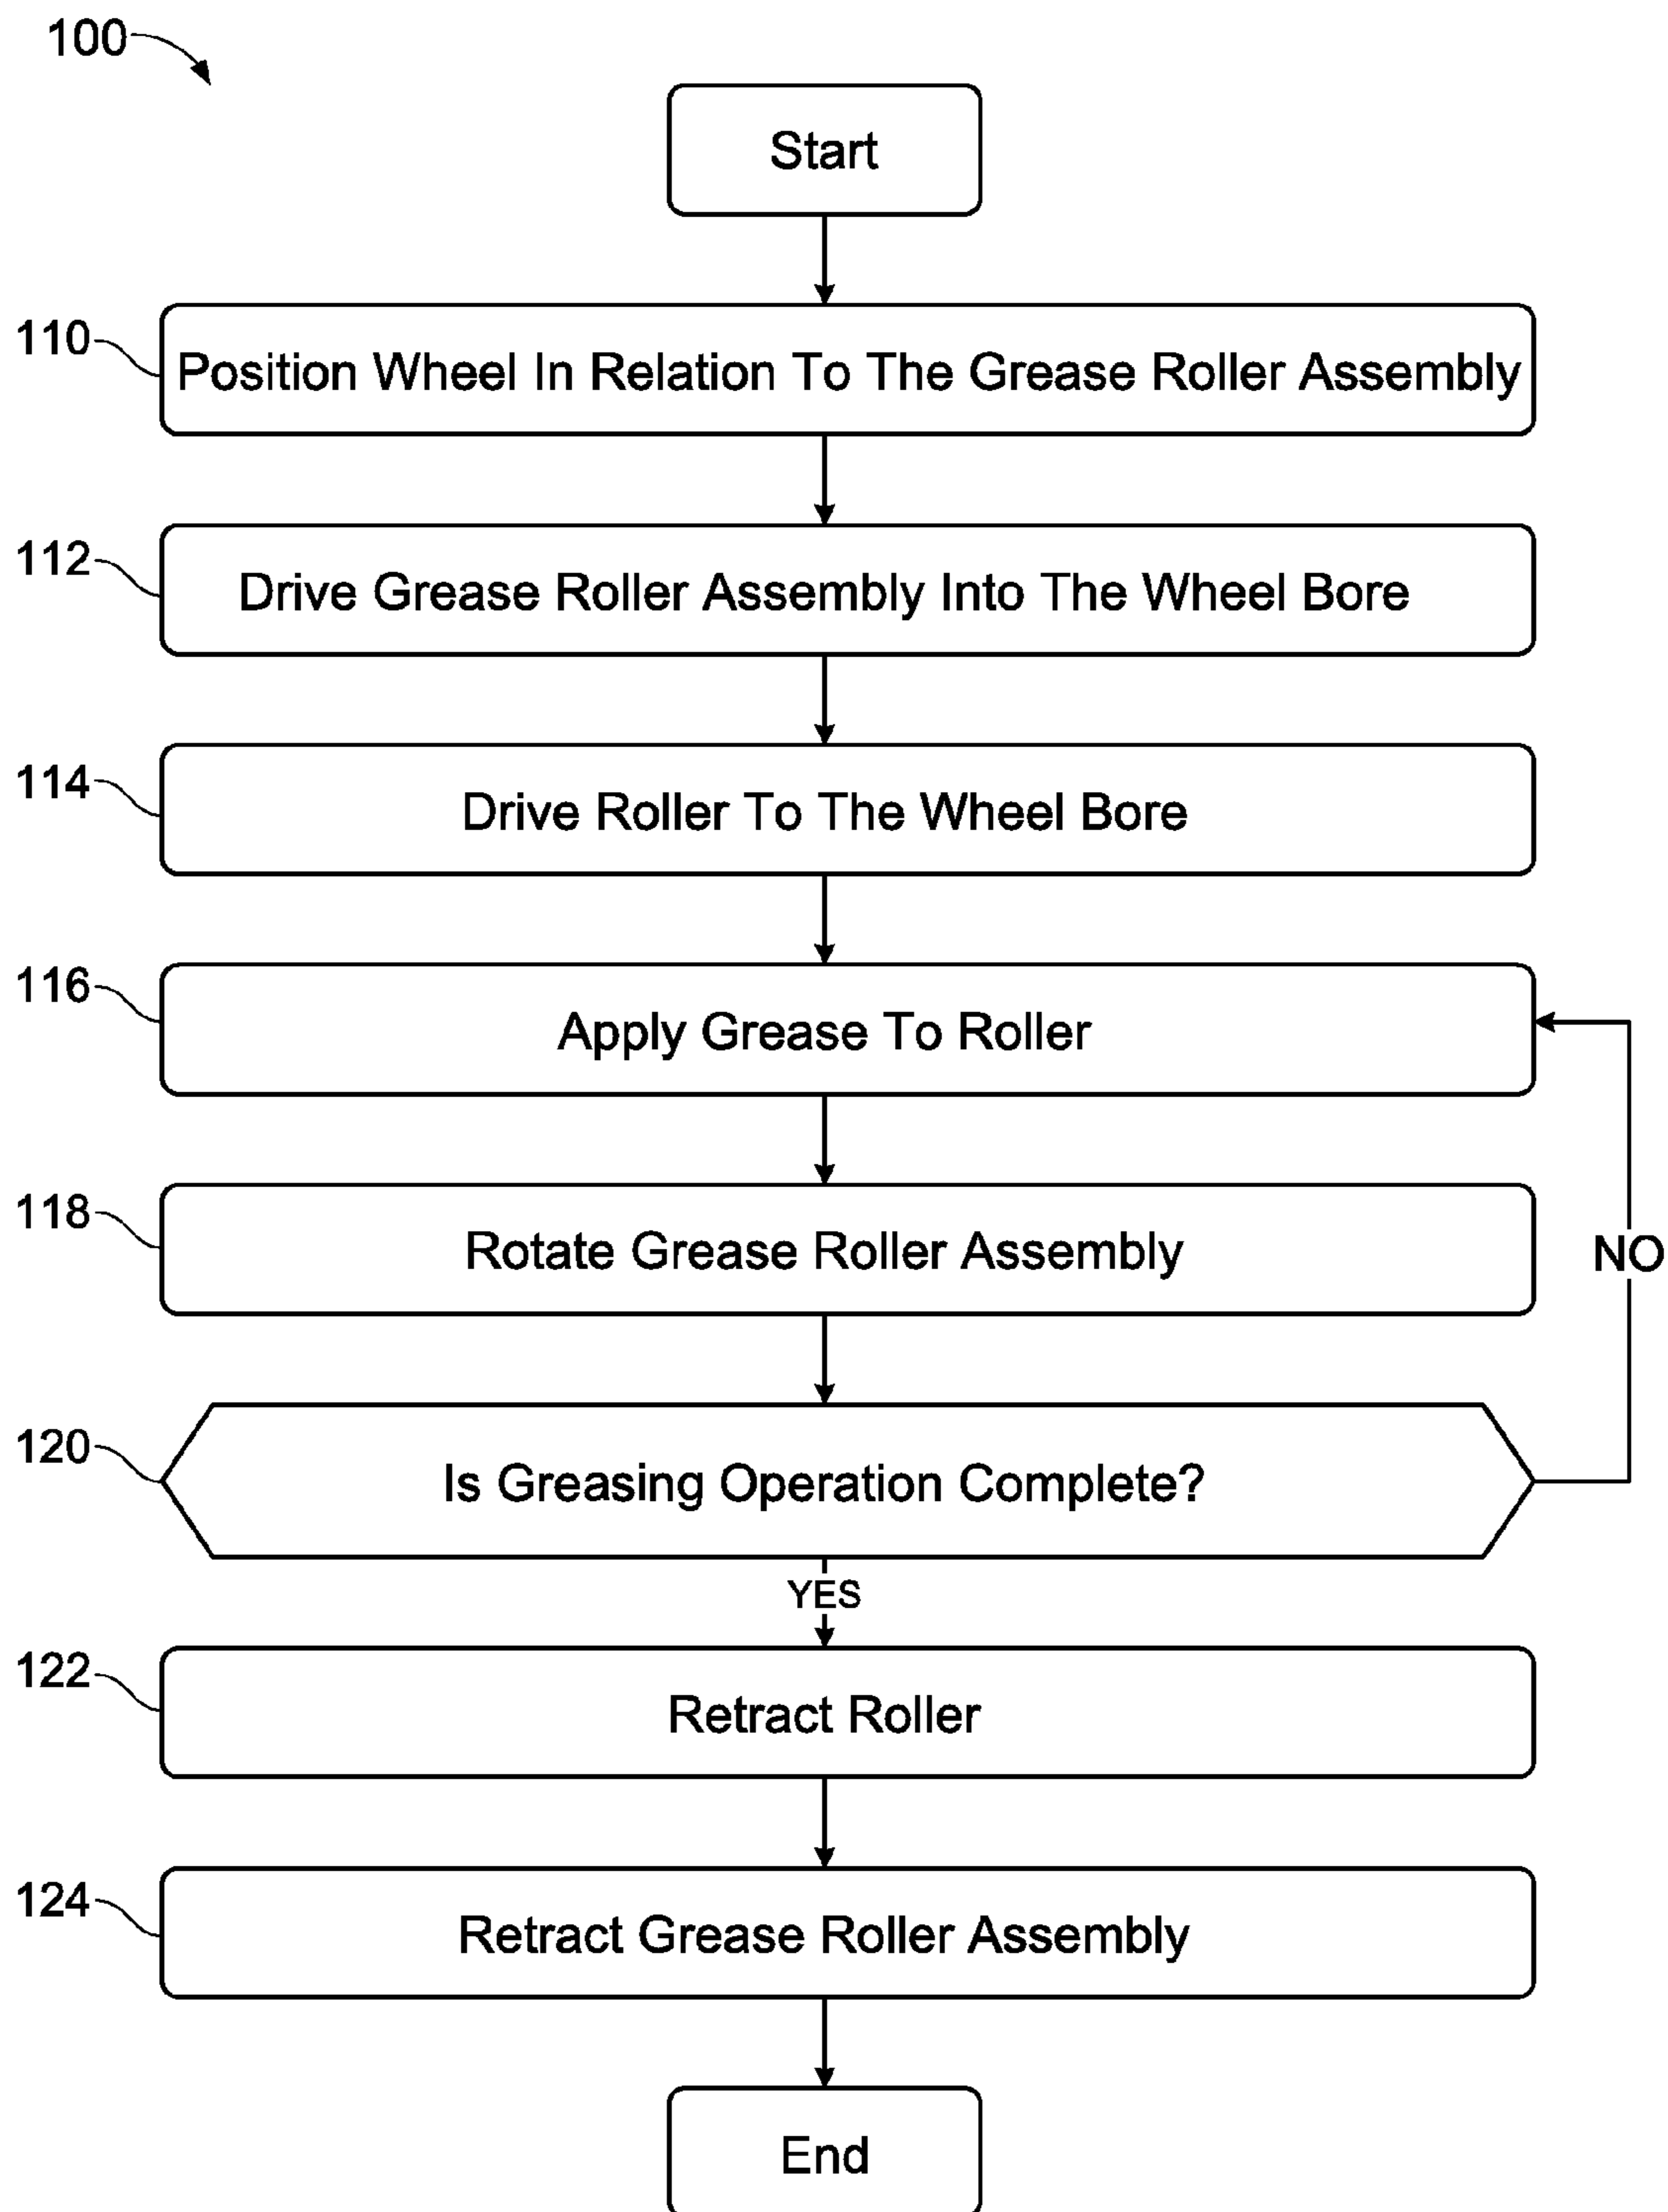 100
Start
110
Position Wheel In Relation To The Grease Roller Assembly
112
Drive Grease Roller Assembly Into The Wheel Bore
114
Drive Roller To The Wheel Bore
116
Apply Grease To Roller
118
Rotate Grease Roller Assembly
NO
120
Is Greasing Operation Complete?
YES
122
Retract Roller
124
Retract Grease Roller Assembly
End